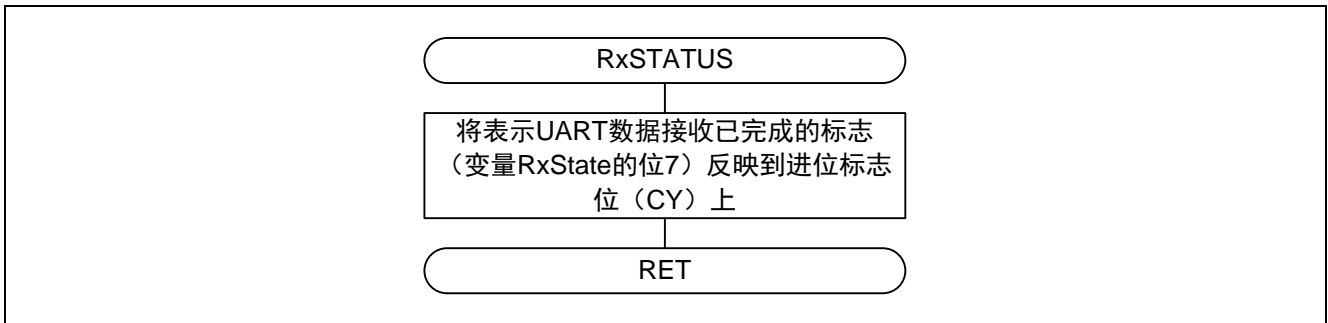 RxSTATUS
将表示UART数据接收已完成的标志
（变量RxState的位7）反映到进位标志
位（CY）上
RET